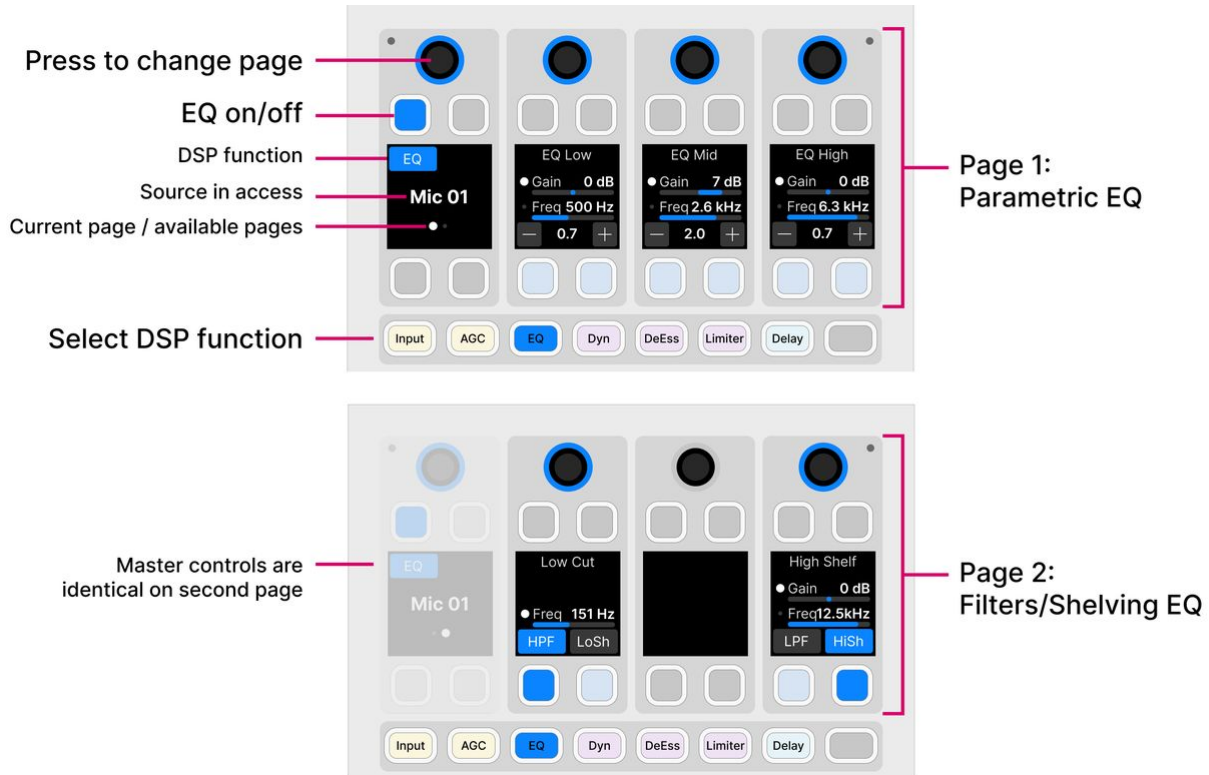 Press to change page
EQ on/off
DSP function
Source in access
Current page / available pages
Select DSP function
EQ
Mic 01
EQ Low
Gain 0 dB
Freq 500 Hz
— 0.7 +
EQ Mid
Gain 7 dB
Freq 2.6 kHz
— 2.0 +
EQ High
Gain 0 dB
Freq 6.3 kHz
— 0.7 +
Input AGC EQ Dyn DeEss Limiter Delay
Page 1:
Parametric EQ
Master controls are
identical on second page
EQ
Mic 01
Low Cut
Freq 151 Hz
HPF LoSh
High Shelf
Gain 0 dB
Freq12.5kHz
LPF HiSh
Input AGC EQ Dyn DeEss Limiter Delay
Page 2:
Filters/Shelving EQ